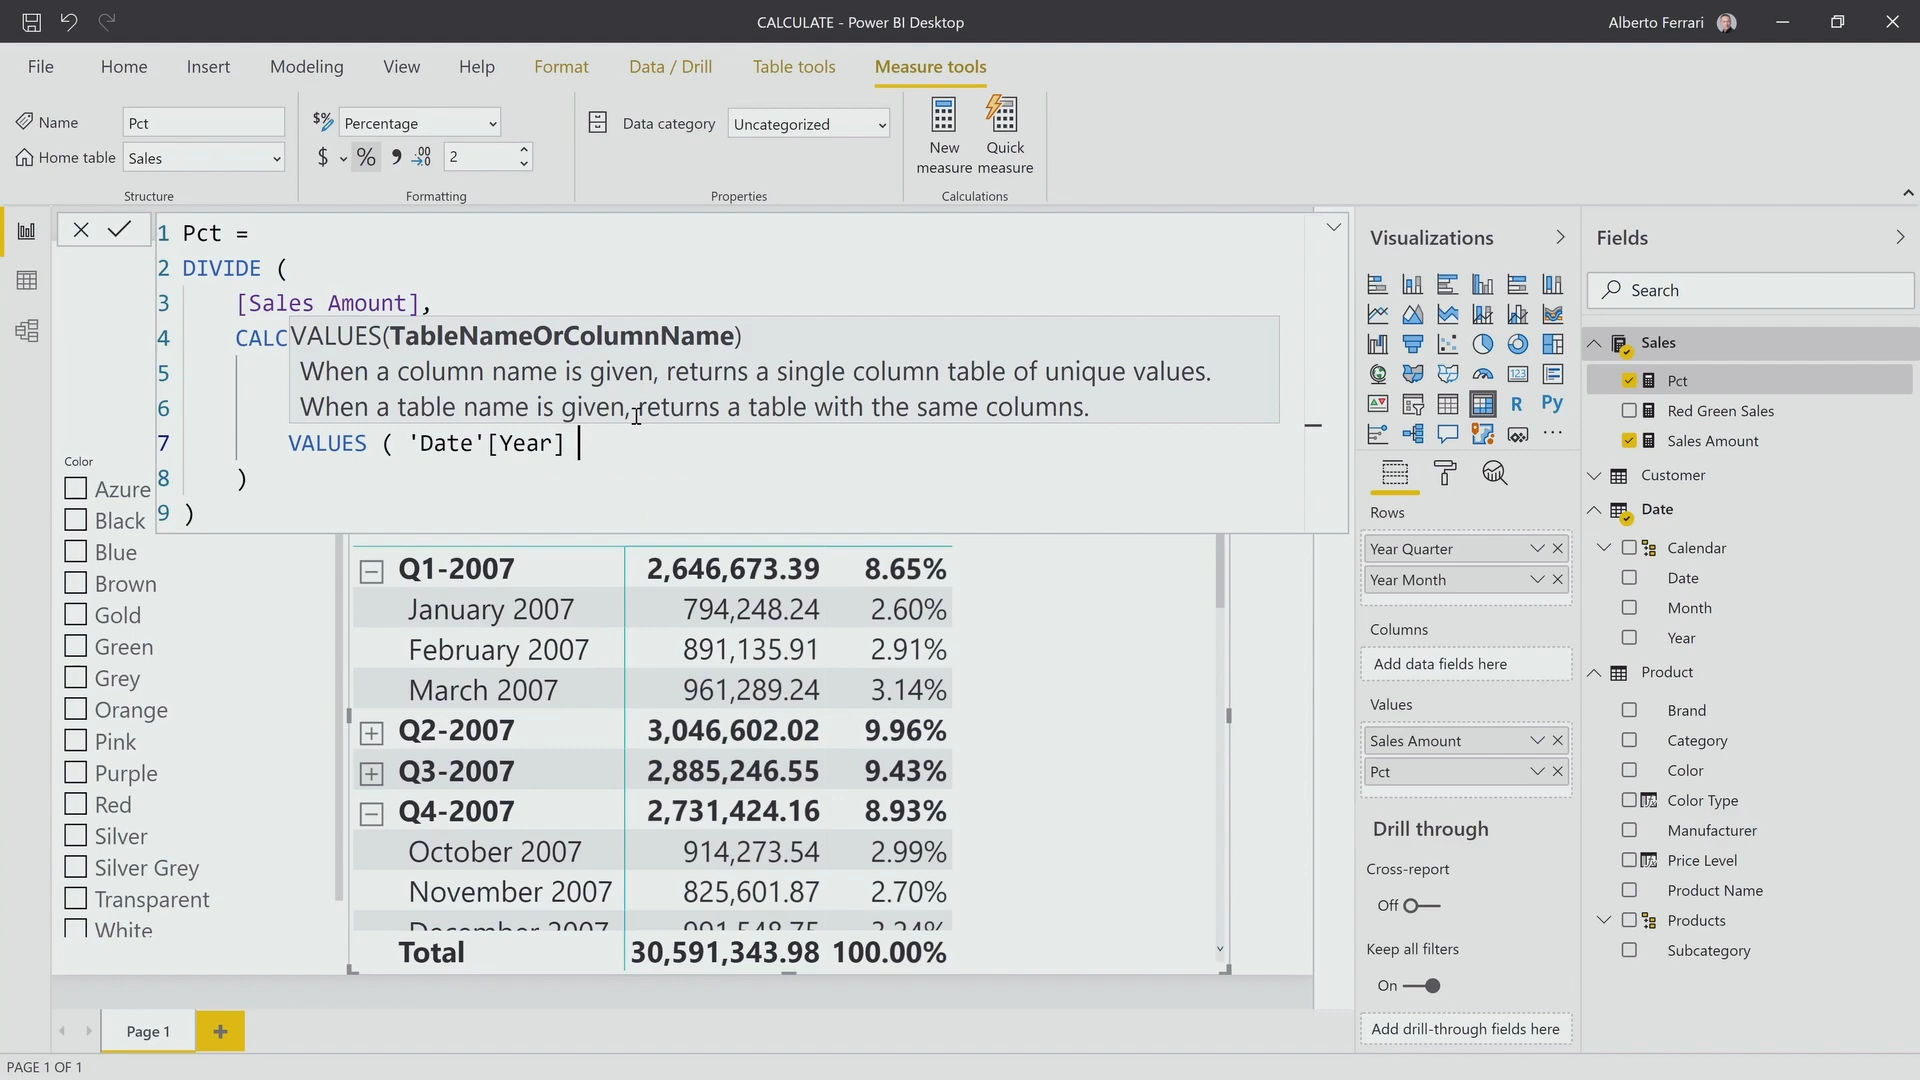 CALCULATE - Power BI Desktop
Alberto Ferrari
File
Home
Insert
Modeling
View
Help
Format
Data / Drill
Table tools
Measure tools
Name
Pct
Home table
Sales
Structure
Percentage
$
%
2
Formatting
Data category
Uncategorized
Properties
New measure
Quick measure
Calculations
1 Pct =
2 DIVIDE (
3 [Sales Amount],
4 CALC
VALUES(TableNameOrColumnName)
5
When a column name is given, returns a single column table of unique values.
6
When a table name is given, returns a table with the same columns.
7 VALUES ( 'Date'[Year]
8 )
9 )
Color
Azure
Black
Blue
Brown
Gold
Green
Grey
Orange
Pink
Purple
Red
Silver
Silver Grey
Transparent
White
Q1-2007 2,646,673.39 8.65%
January 2007 794,248.24 2.60%
February 2007 891,135.91 2.91%
March 2007 961,289.24 3.14%
Q2-2007 3,046,602.02 9.96%
Q3-2007 2,885,246.55 9.43%
Q4-2007 2,731,424.16 8.93%
October 2007 914,273.54 2.99%
November 2007 825,601.87 2.70%
December 2007 991,548.75 3.24%
Total 30,591,343.98 100.00%
Visualizations
R
Py
Rows
Year Quarter
Year Month
Columns
Add data fields here
Values
Sales Amount
Pct
Drill through
Cross-report
Off
Keep all filters
On
Add drill-through fields here
Fields
Search
Sales
Pct
Red Green Sales
Sales Amount
Customer
Date
Calendar
Date
Month
Year
Product
Brand
Category
Color
Color Type
Manufacturer
Price Level
Product Name
Products
Subcategory
Page 1
PAGE 1 OF 1